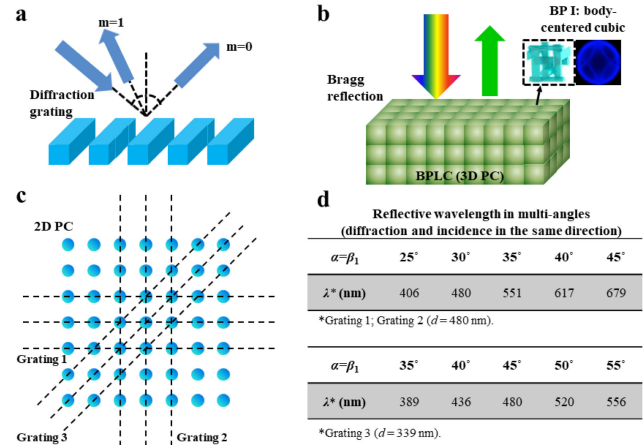 a
m=1
m=0
Diffraction
grating
b
BP I: body-
centered cubic
Bragg
reflection
BPLC (3D PC)
c
2D PC
Grating 1
Grating 3
Grating 2
d
Reflective wavelength in multi-angles
(diffraction and incidence in the same direction)
α=β₁ 25° 30° 35° 40° 45°
λ* (nm) 406 480 551 617 679
*Grating 1; Grating 2 (d = 480 nm).
α=β₁ 35° 40° 45° 50° 55°
λ* (nm) 389 436 480 520 556
*Grating 3 (d = 339 nm).